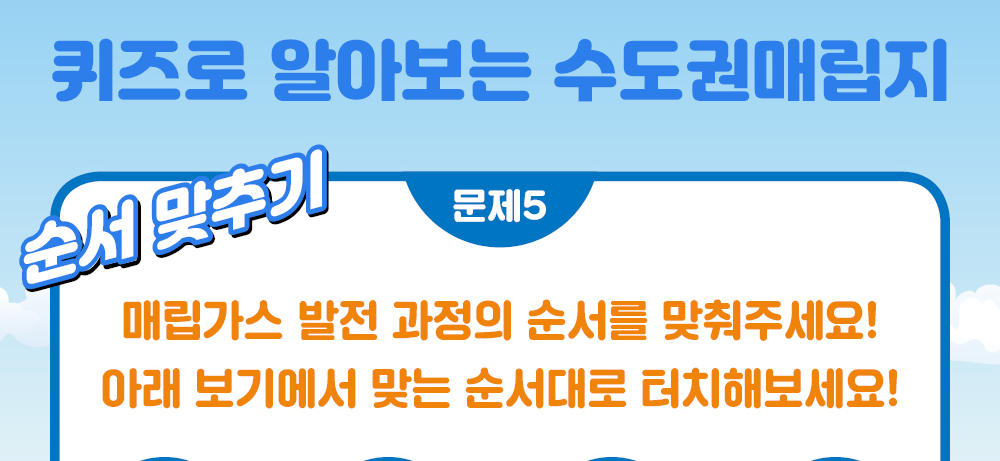 퀴즈로 알아보는 수도권매립지
순서 맞추기
문제5
매립가스 발전 과정의 순서를 맞춰주세요!
아래 보기에서 맞는 순서대로 터치해보세요!